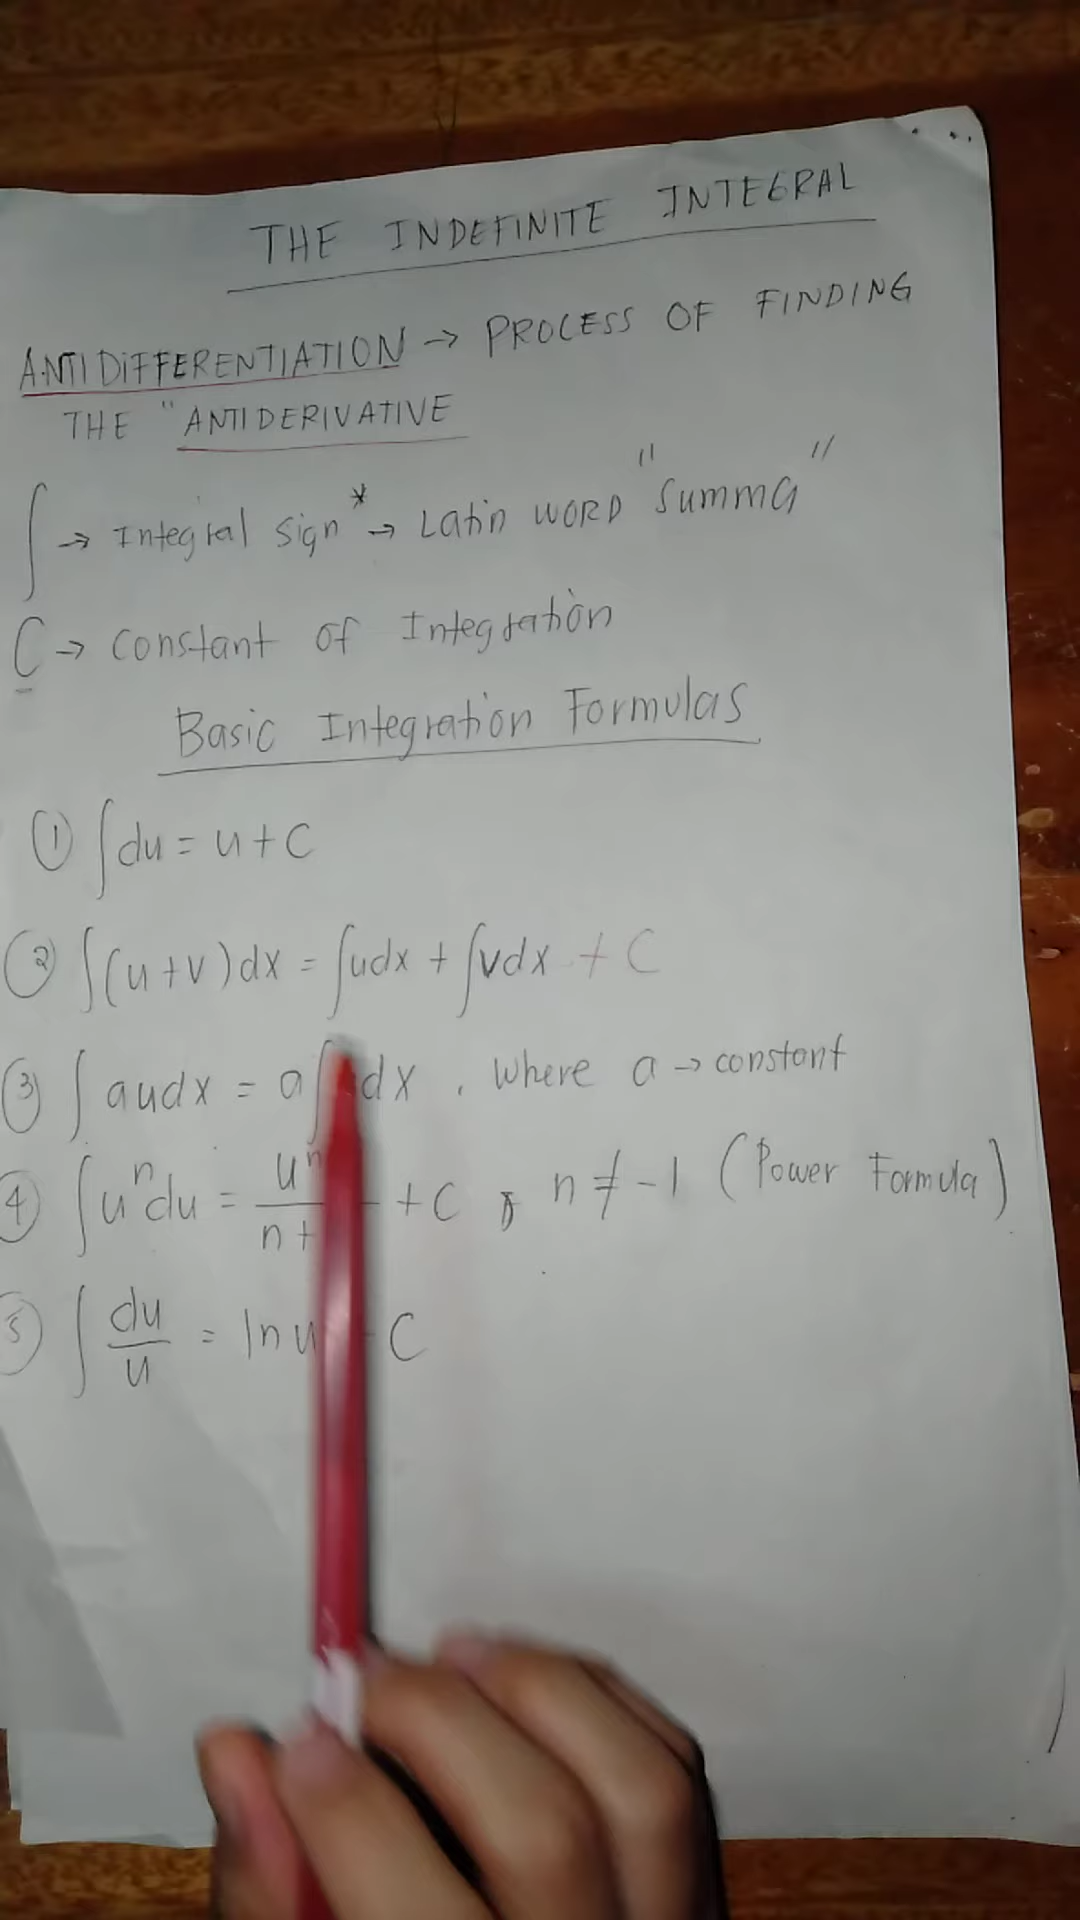 THE INDEFINITE INTEGRAL
ANTIDIFFERENTIATION → PROCESS OF FINDING
THE "ANTIDERIVATIVE
∫ → Integral sign* → Latin WORD "Summa"
C → Constant of Integration
Basic Integration Formulas
① ∫du = u + C
② ∫(u+v)dx = ∫udx + ∫vdx + C
③ ∫audx = a∫ dx , where a → constant
④ ∫uⁿdu = uⁿ / n+ + C , n ≠ -1 (Power Formula)
⑤ ∫du/u = ln u C